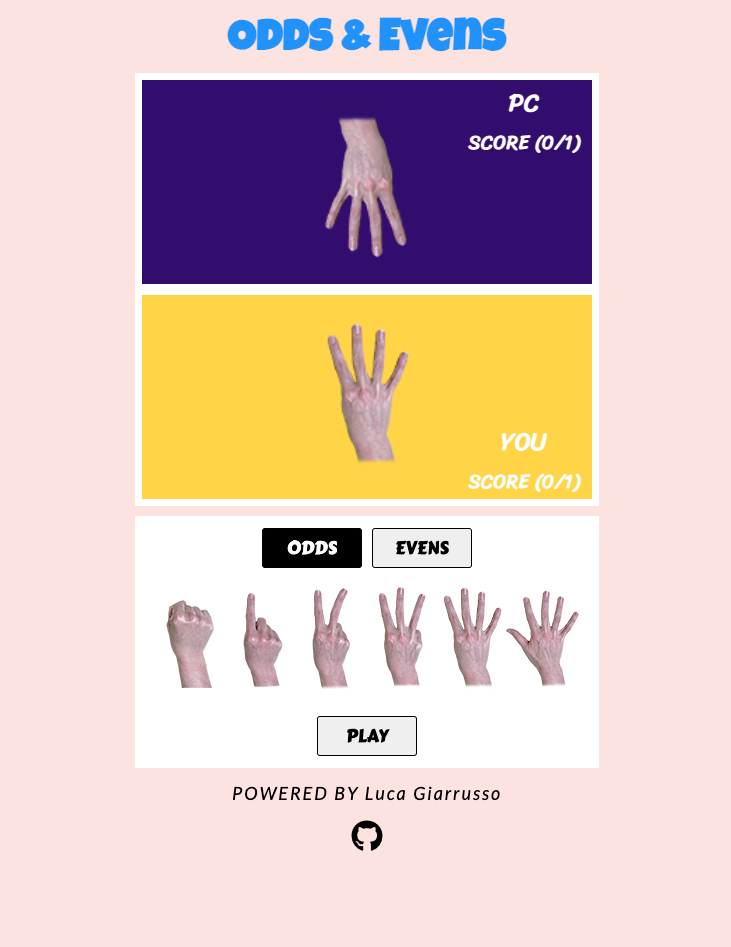 Odds & Evens
PC
SCORE (0/1)
YOU
SCORE (0/1)
ODDS
EVENS
PLAY
POWERED BY Luca Giarrusso